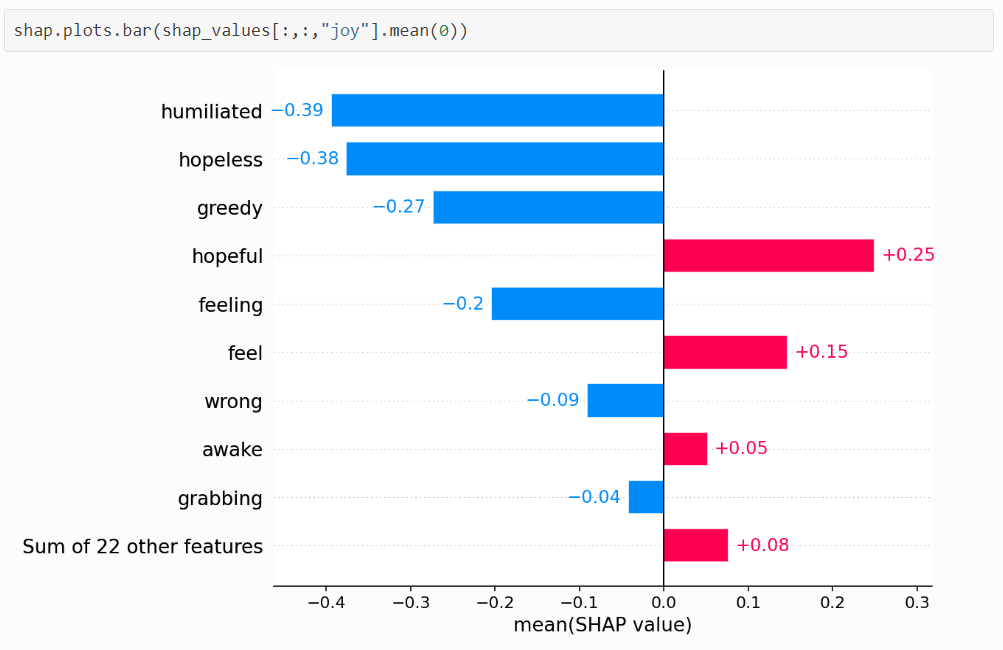 shap.plots.bar(shap_values[:,:,"joy"].mean(0))
humiliated −0.39
hopeless −0.38
greedy −0.27
hopeful +0.25
feeling −0.2
feel +0.15
wrong −0.09
awake +0.05
grabbing −0.04
Sum of 22 other features +0.08
−0.4 −0.3 −0.2 −0.1 0.0 0.1 0.2 0.3
mean(SHAP value)